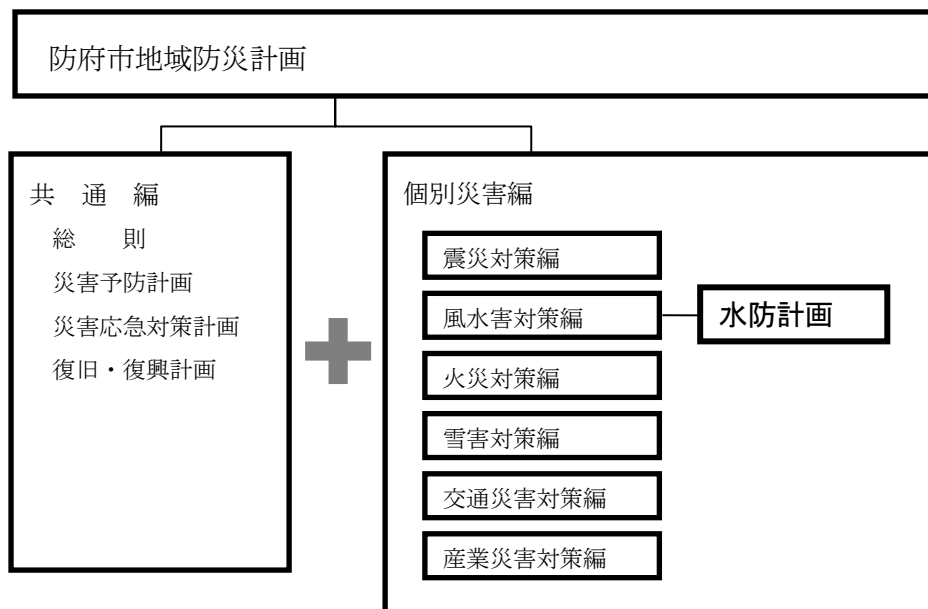 防府市地域防災計画
共　通　編
総　　則
災害予防計画
災害応急対策計画
復旧・復興計画
個別災害編
震災対策編
風水害対策編
水防計画
火災対策編
雪害対策編
交通災害対策編
産業災害対策編